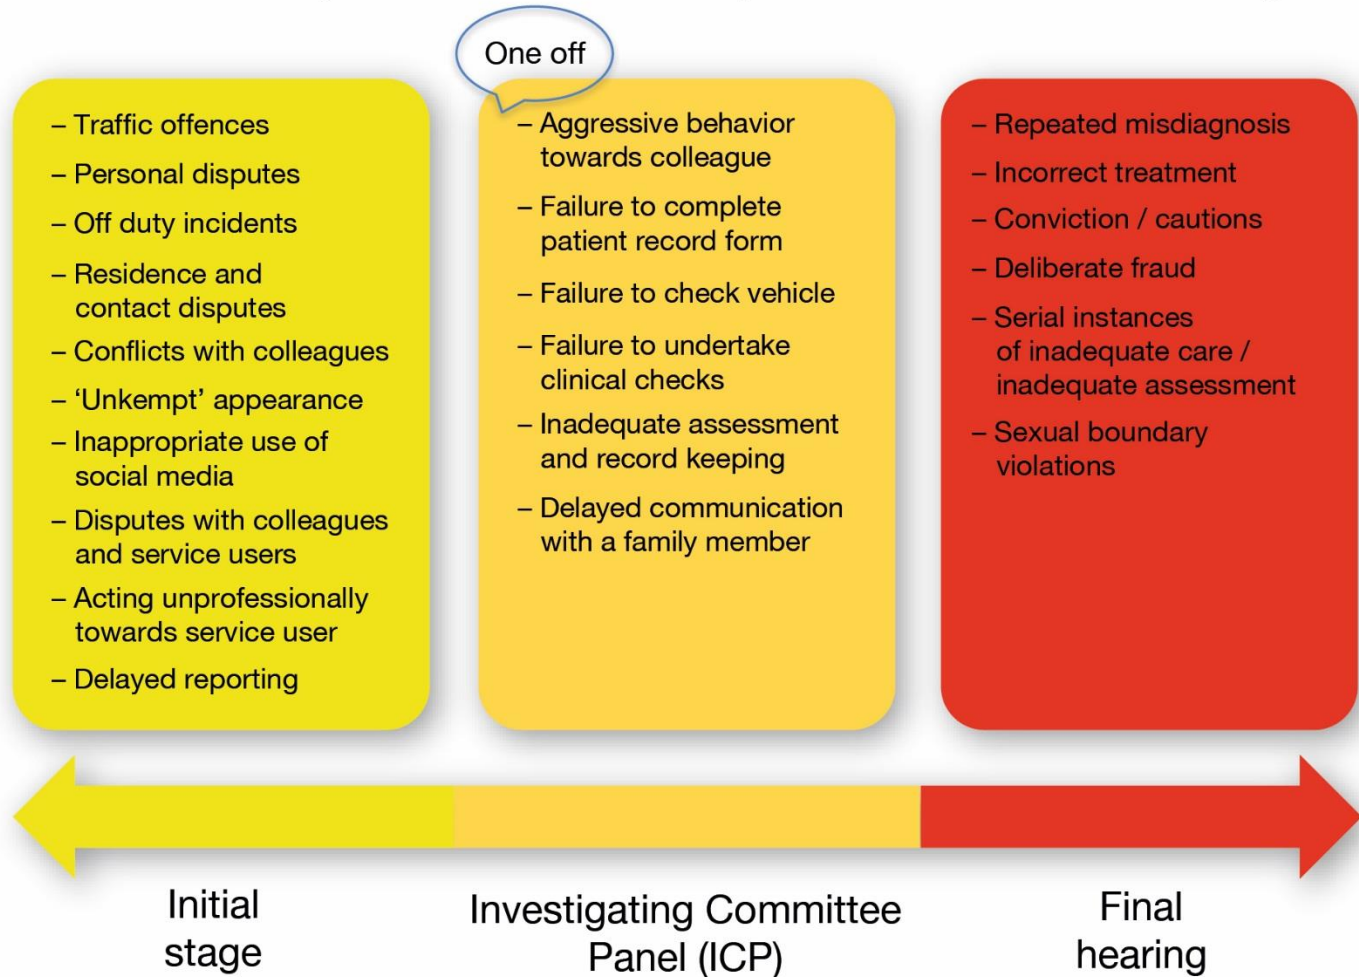 One off
– Traffic offences
– Personal disputes
– Off duty incidents
– Residence and
contact disputes
– Conflicts with colleagues
– ‘Unkempt’ appearance
– Inappropriate use of
social media
– Disputes with colleagues
and service users
– Acting unprofessionally
towards service user
– Delayed reporting
– Aggressive behavior
towards colleague
– Failure to complete
patient record form
– Failure to check vehicle
– Failure to undertake
clinical checks
– Inadequate assessment
and record keeping
– Delayed communication
with a family member
– Repeated misdiagnosis
– Incorrect treatment
– Conviction / cautions
– Deliberate fraud
– Serial instances
of inadequate care /
inadequate assessment
– Sexual boundary
violations
Initial
stage
Investigating Committee
Panel (ICP)
Final
hearing